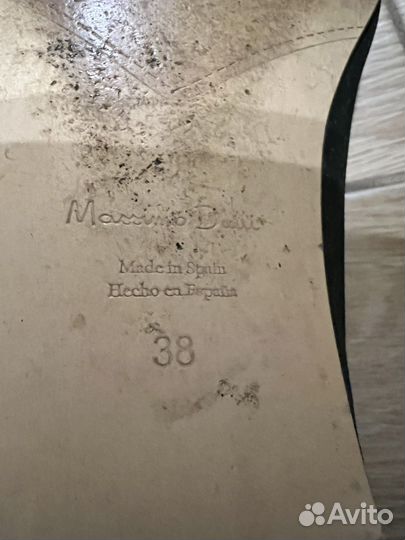 Massimo Dutti
Made in Spain
Hecho en España
38
Avito